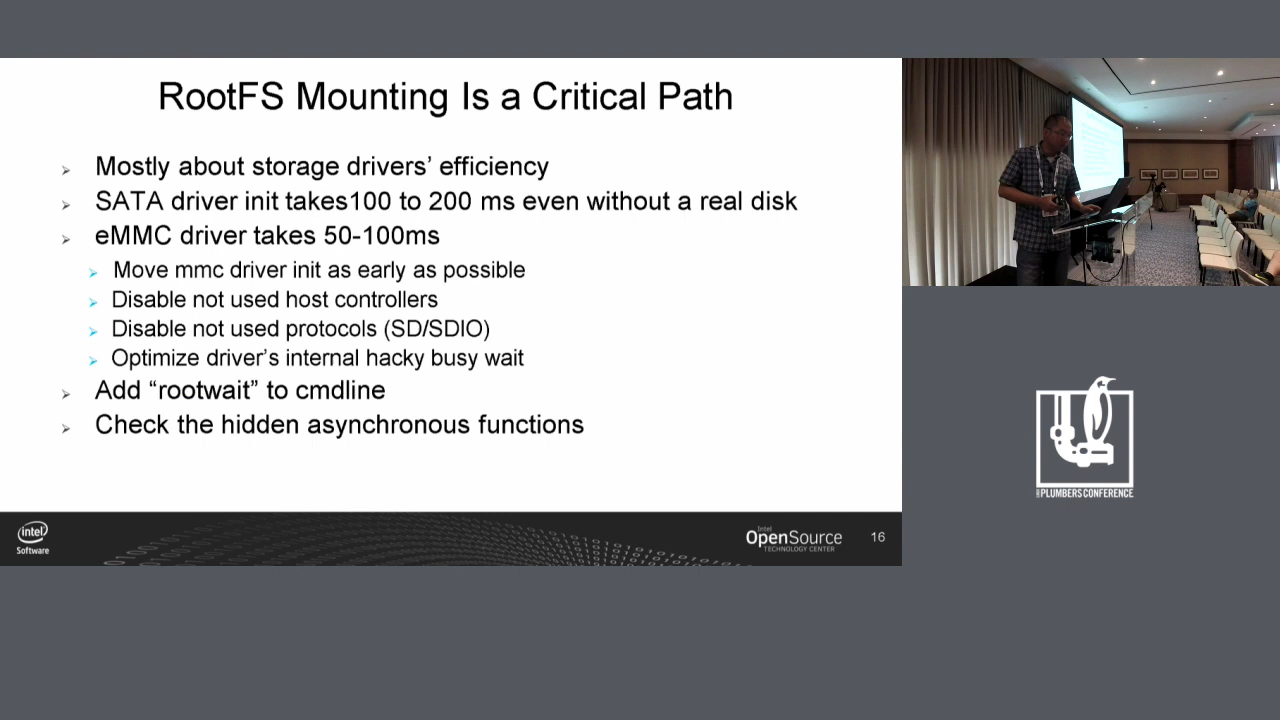 RootFS Mounting Is a Critical Path
Mostly about storage drivers’ efficiency
SATA driver init takes100 to 200 ms even without a real disk
eMMC driver takes 50-100ms
Move mmc driver init as early as possible
Disable not used host controllers
Disable not used protocols (SD/SDIO)
Optimize driver’s internal hacky busy wait
Add “rootwait” to cmdline
Check the hidden asynchronous functions
intel
Software
Intel
OpenSource
TECHNOLOGY CENTER
16
PLUMBERS CONFERENCE